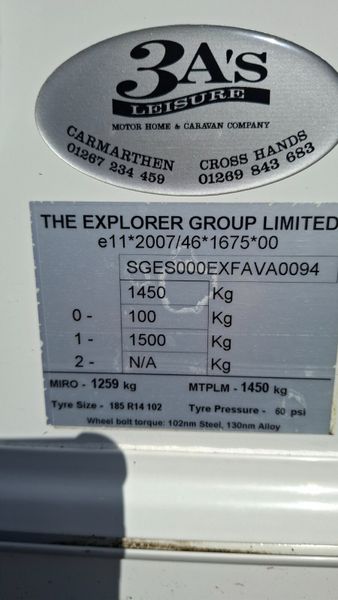 3A's
LEISURE
MOTOR HOME & CARAVAN COMPANY
CARMARTHEN CROSS HANDS
01267 234 459 01269 843 683
THE EXPLORER GROUP LIMITED
e11*2007/46*1675*00
SGES000EXFAVA0094
1450 Kg
0 - 100 Kg
1 - 1500 Kg
2 - N/A Kg
MIRO - 1259 kg MTPLM - 1450 kg
Tyre Size - 185 R14 102 Tyre Pressure - 60 psi
Wheel bolt torque: 102nm Steel, 130nm Alloy